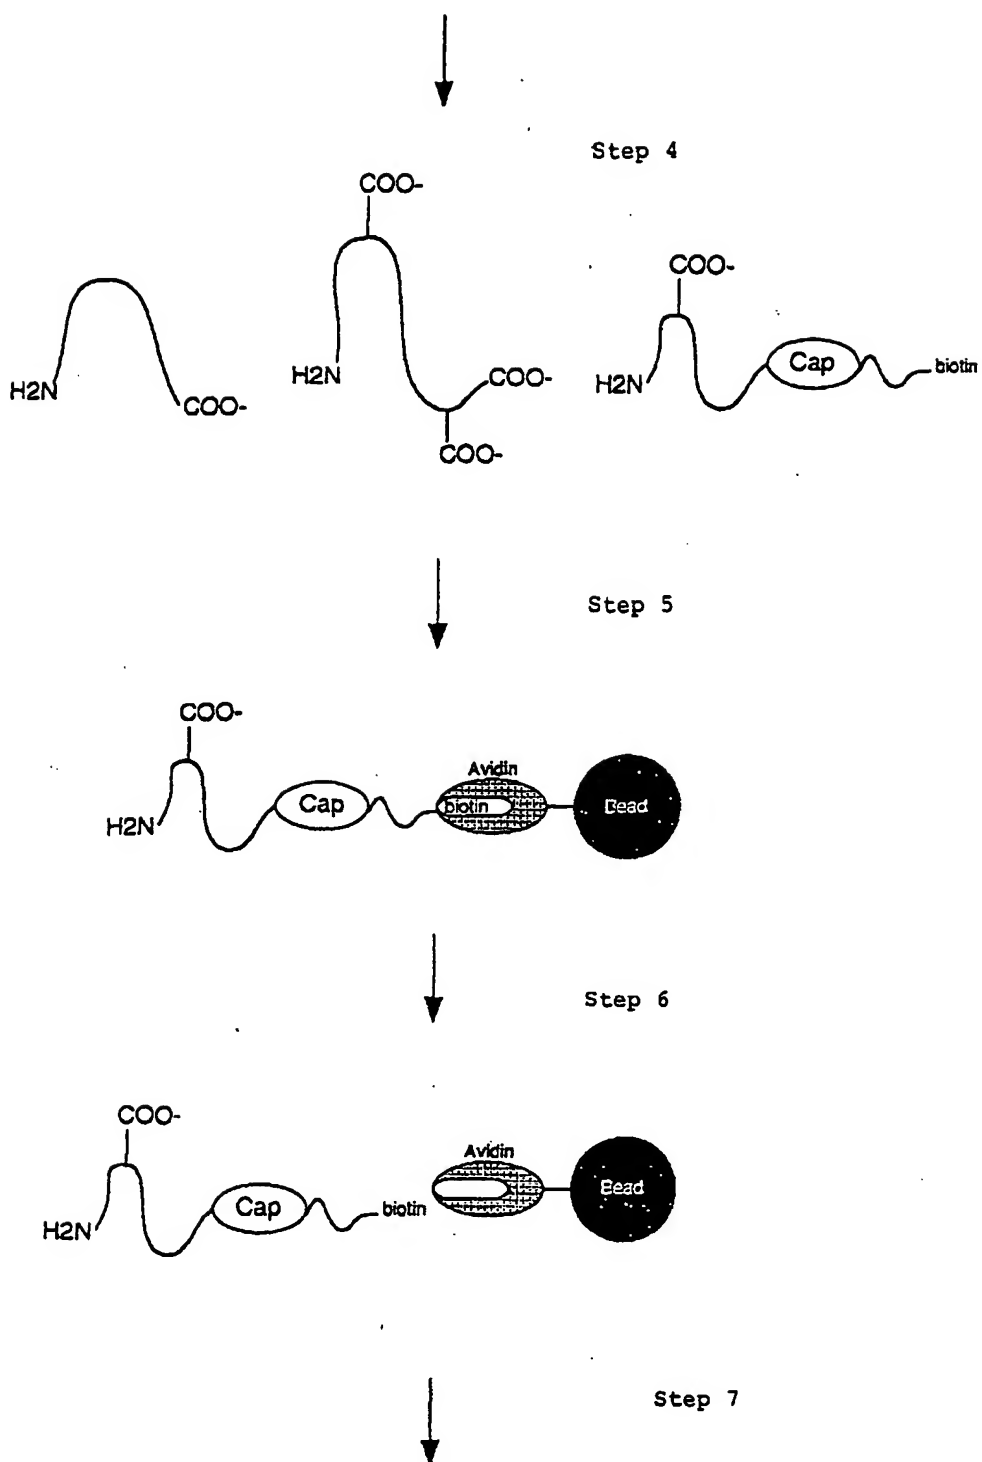 Step 4
COO-
COO-
H2N
COO-
H2N
COO-
COO-
H2N
Cap
biotin
Step 5
COO-
H2N
Cap
Avidin
biotin
Bead
Step 6
COO-
H2N
Cap
biotin
Avidin
Bead
Step 7